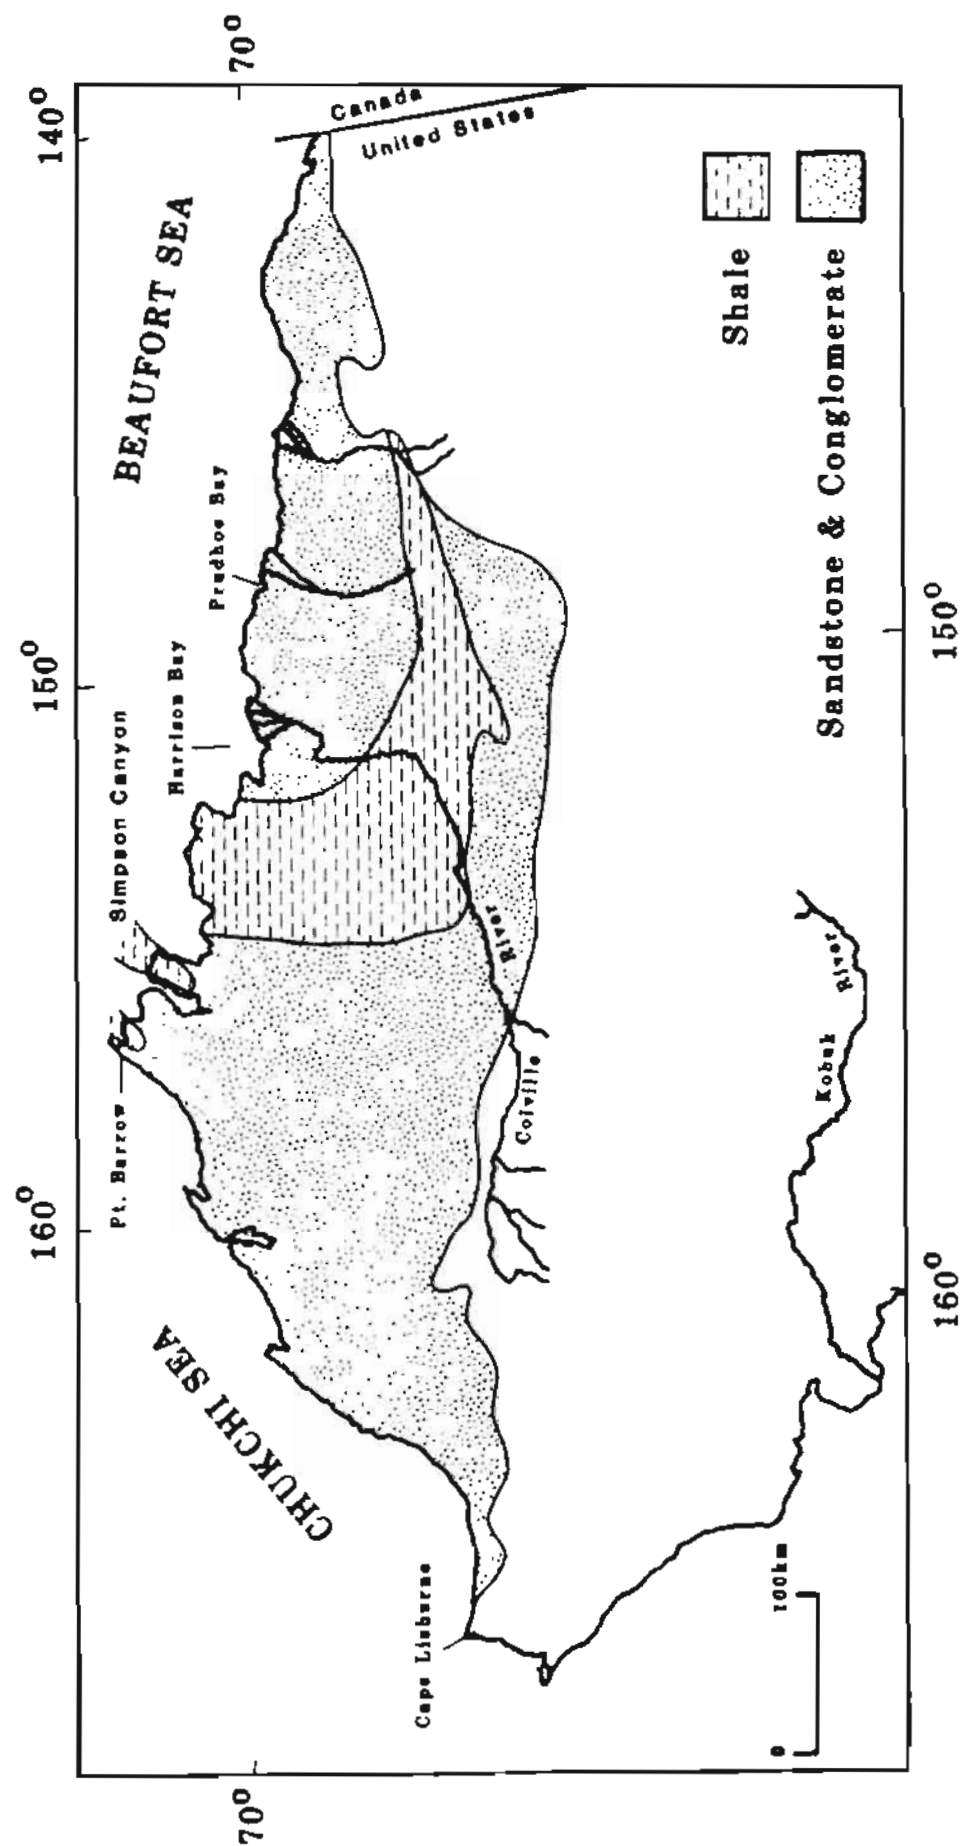 140°
150°
160°
70°
BEAUFORT SEA
Canada
United States
Prudhoe Bay
Harrison Bay
Simpson Canyon
Pt. Barrow
CHUKCHI SEA
Cape Lisburne
Colville
River
Kobuk
River
Shale
Sandstone & Conglomerate
0
100km
70°
160°
150°